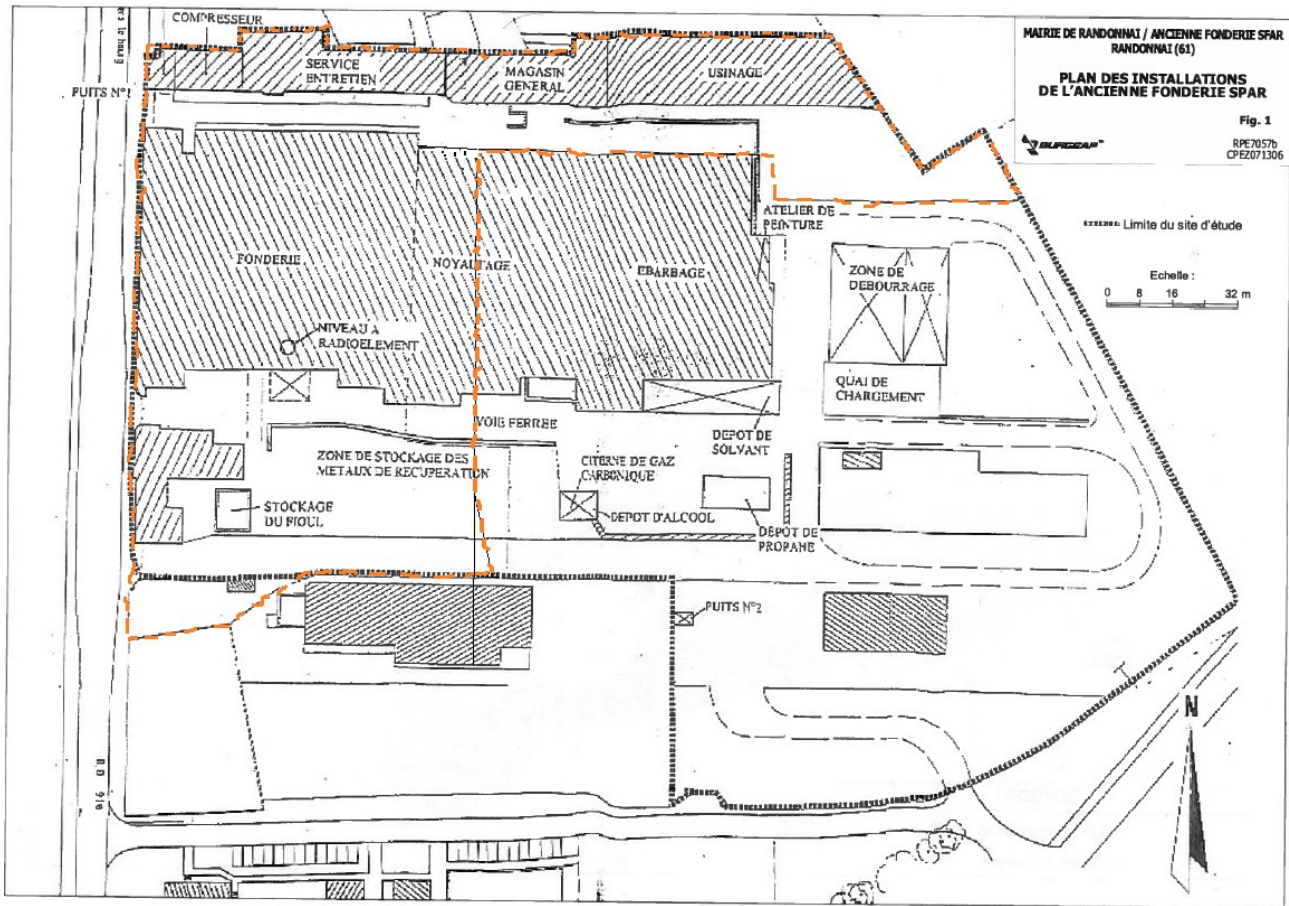 MAIRIE DE RANDONNAI / ANCIENNE FONDERIE SFAR
RANDONNAI (61)
PLAN DES INSTALLATIONS
DE L'ANCIENNE FONDERIE SPAR
Fig. 1
BURGEAP
RPE7057b
CPEZ071306
Limite du site d'étude
Echelle :
0 8 16 32 m
COMPRESSEUR
PUITS N°1
SERVICE
ENTRETIEN
MAGASIN
GENERAL
USINAGE
ATELIER DE
PEINTURE
FONDERIE
NOYAUTAGE
EBARBAGE
ZONE DE
DEBOURRAGE
NIVEAU A
RADIOELEMENT
QUAI DE
CHARGEMENT
VOIE FERREE
DEPOT DE
SOLVANT
ZONE DE STOCKAGE DES
METAUX DE RECUPERATION
CITERNE DE GAZ
CARBONIQUE
STOCKAGE
DU FIOUL
DEPOT D'ALCOOL
DEPOT DE
PROPANE
PUITS N°2
N
R.D. 918